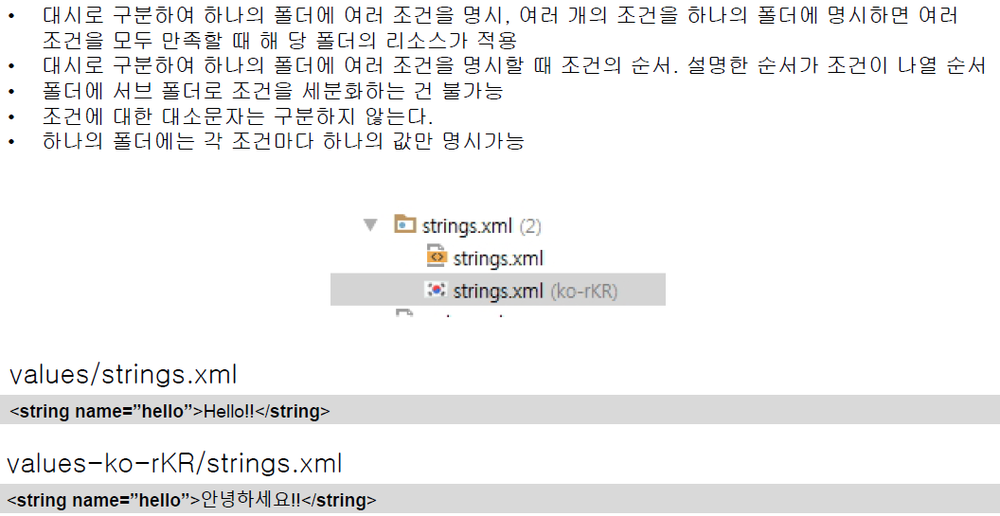 • 대시로 구분하여 하나의 폴더에 여러 조건을 명시, 여러 개의 조건을 하나의 폴더에 명시하면 여러
조건을 모두 만족할 때 해 당 폴더의 리소스가 적용
• 대시로 구분하여 하나의 폴더에 여러 조건을 명시할 때 조건의 순서. 설명한 순서가 조건이 나열 순서
• 폴더에 서브 폴더로 조건을 세분화하는 건 불가능
• 조건에 대한 대소문자는 구분하지 않는다.
• 하나의 폴더에는 각 조건마다 하나의 값만 명시가능
strings.xml (2)
strings.xml
strings.xml (ko-rKR)
values/strings.xml
<string name=”hello”>Hello!!</string>
values-ko-rKR/strings.xml
<string name=”hello”>안녕하세요!!</string>